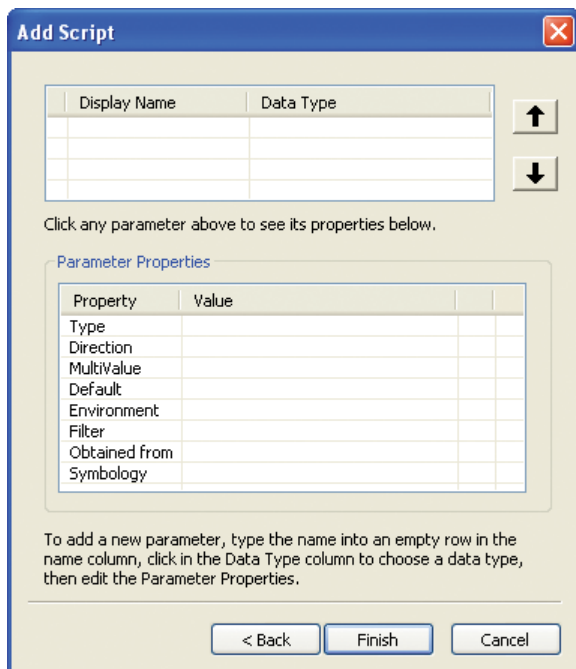 Add Script
Display Name Data Type
Click any parameter above to see its properties below.
Parameter Properties
Property Value
Type
Direction
MultiValue
Default
Environment
Filter
Obtained from
Symbology
To add a new parameter, type the name into an empty row in the
name column, click in the Data Type column to choose a data type,
then edit the Parameter Properties.
< Back Finish Cancel